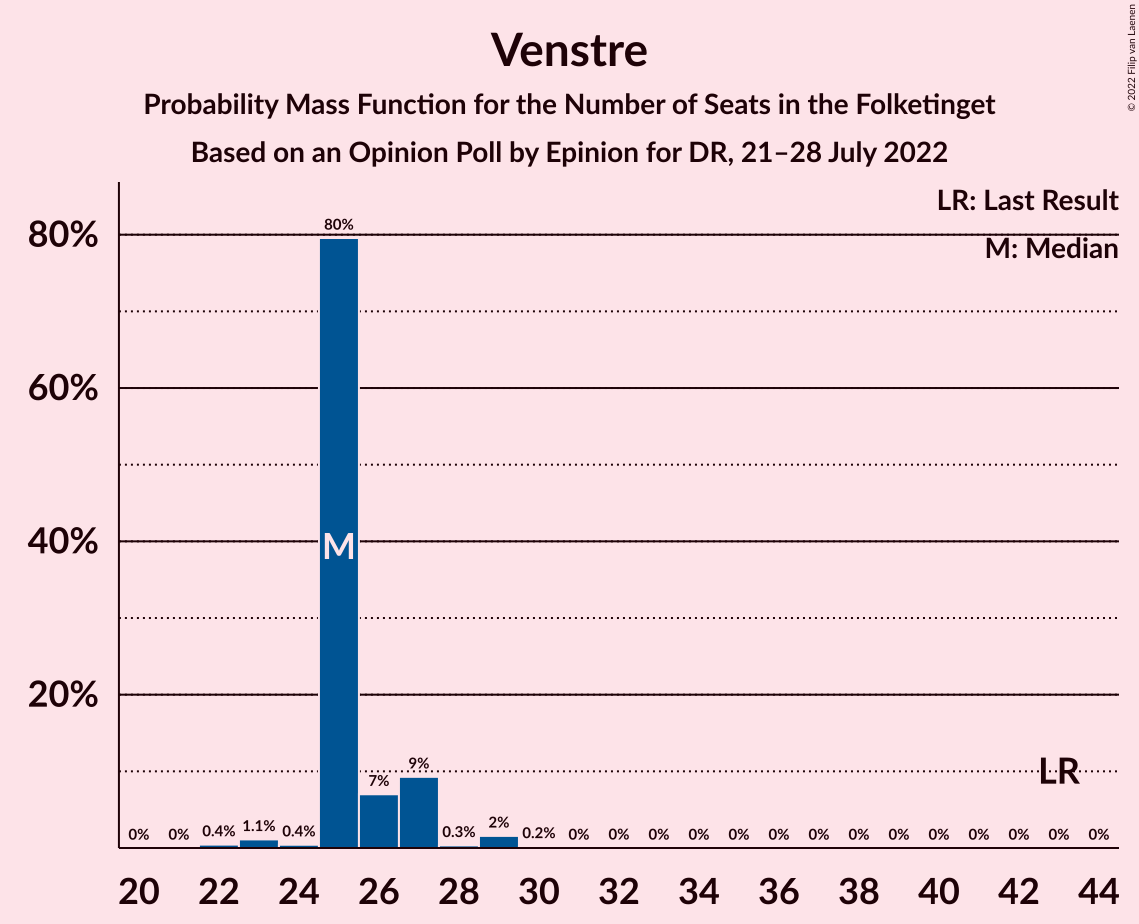 Venstre
Probability Mass Function for the Number of Seats in the Folketinget
Based on an Opinion Poll by Epinion for DR, 21–28 July 2022
© 2022 Filip van Laenen
LR: Last Result
M: Median
80%
60%
40%
20%
0% 0% 0.4% 1.1% 0.4% 80% 7% 9% 0.3% 2% 0.2% 0% 0% 0% 0% 0% 0% 0% 0% 0% 0% 0% 0% 0% 0%
M
LR
20 22 24 26 28 30 32 34 36 38 40 42 44